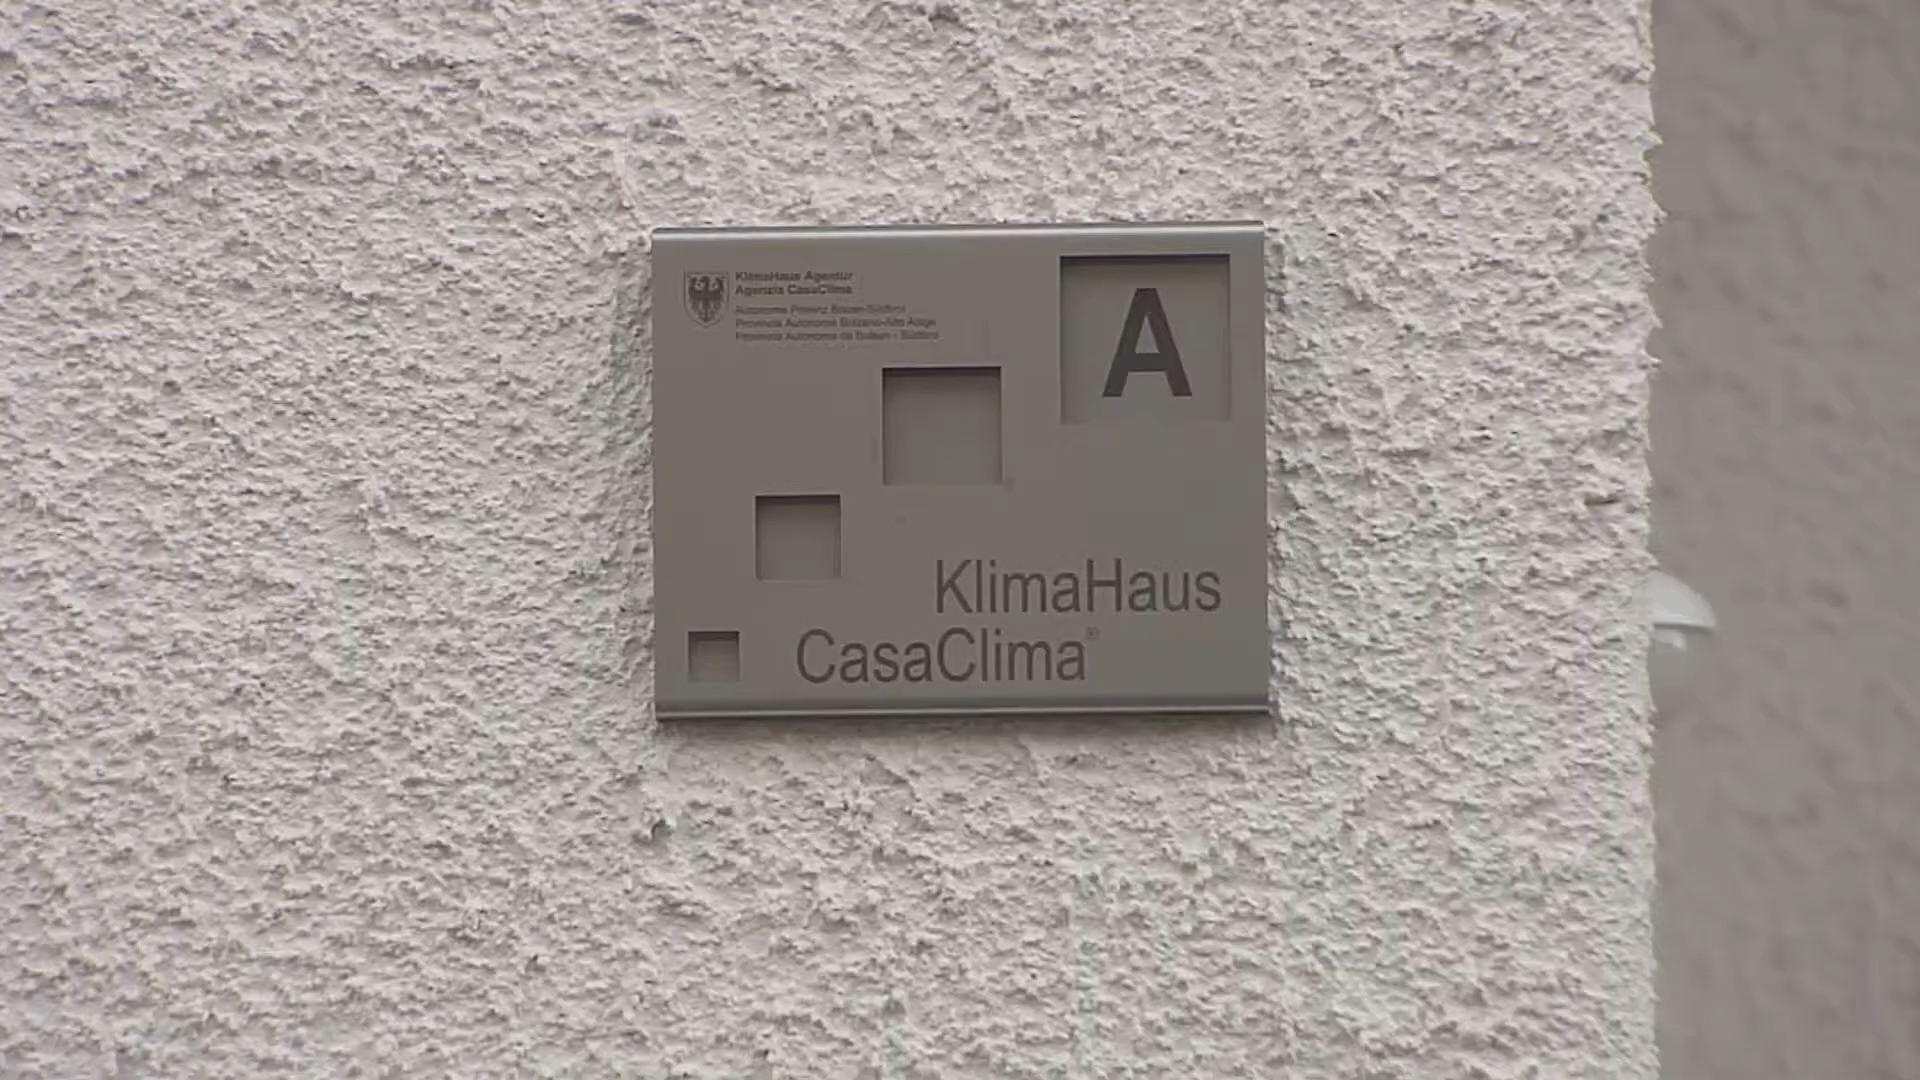 KlimaHaus Agentur
Agenzia CasaClima
Autonome Provinz Bozen-Südtirol
Provincia Autonoma Bolzano-Alto Adige
Provinzia Autonoma de Bulsan - Südtirol
A
KlimaHaus
CasaClima®